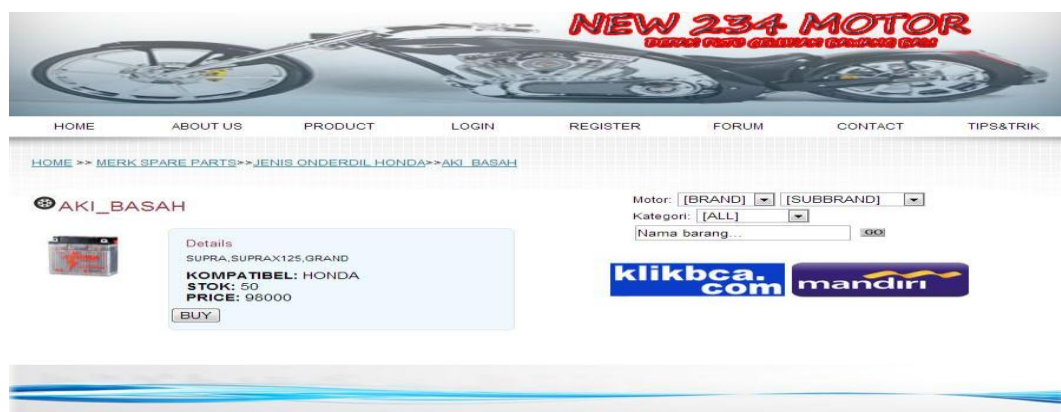 NEW 234 MOTOR
HOME ABOUT US PRODUCT LOGIN REGISTER FORUM CONTACT TIPS&TRIK
HOME >> MERK SPARE PARTS>>JENIS ONDERDIL HONDA>>AKI_BASAH
AKI_BASAH
Details
SUPRA,SUPRAX125,GRAND
KOMPATIBEL: HONDA
STOK: 50
PRICE: 98000
BUY
Motor: [BRAND] [SUBBRAND]
Kategori: [ALL]
Nama barang... GO
klikbca.
com
mandiri